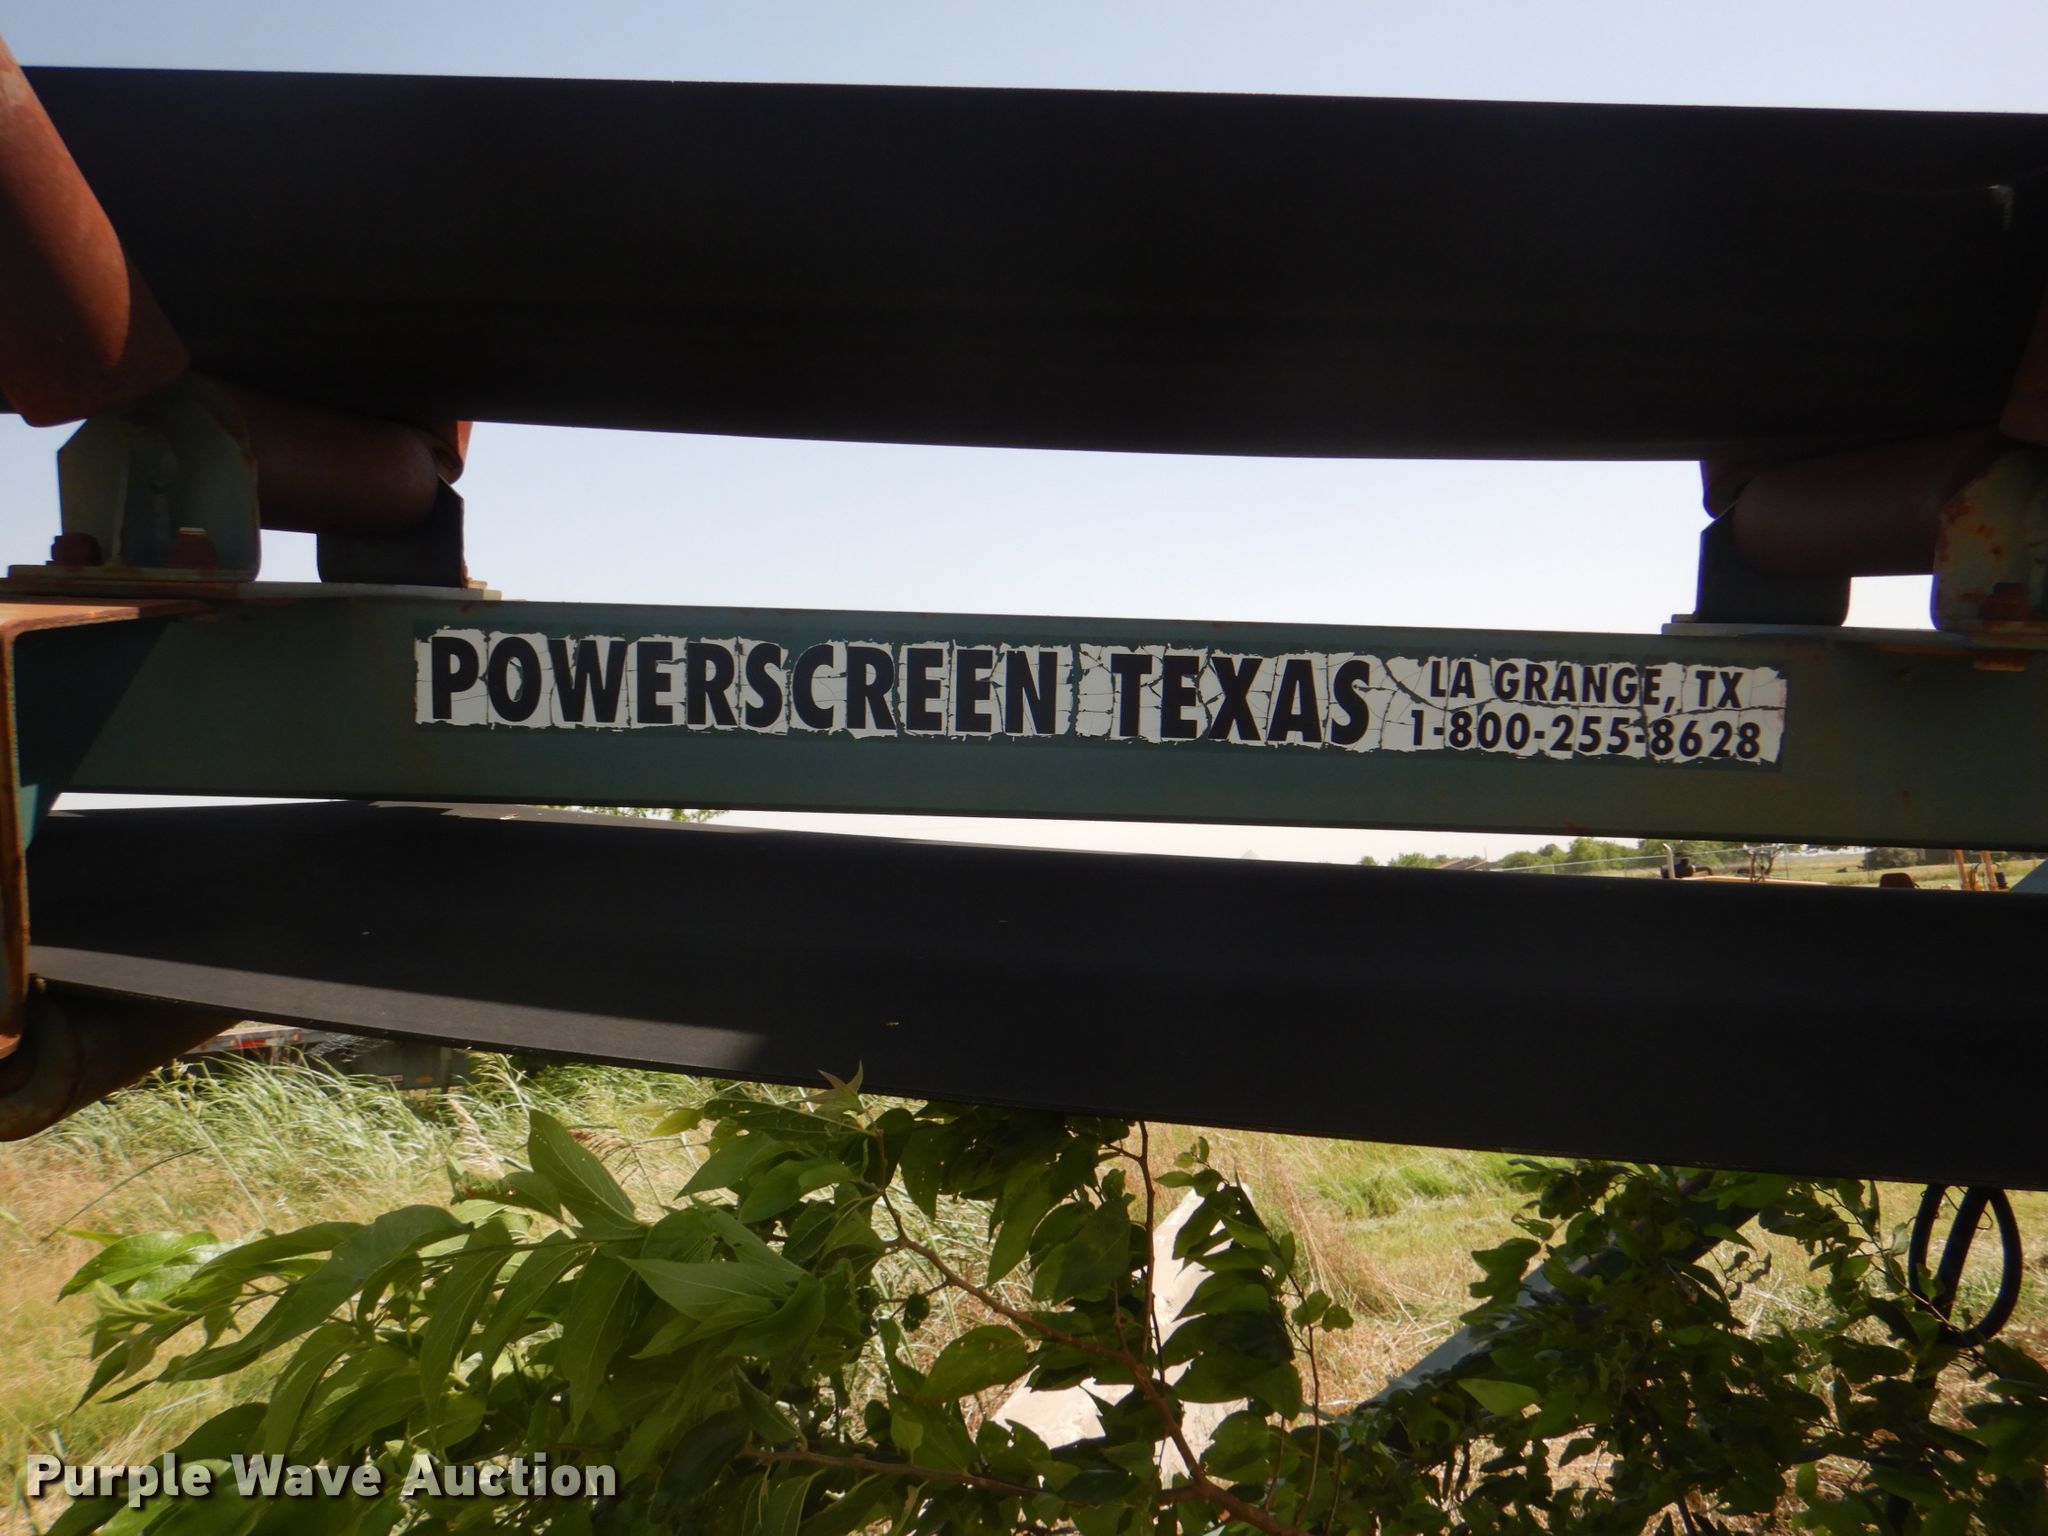 POWERSCREEN TEXAS
LA GRANGE, TX
1-800-255-8628
Purple Wave Auction